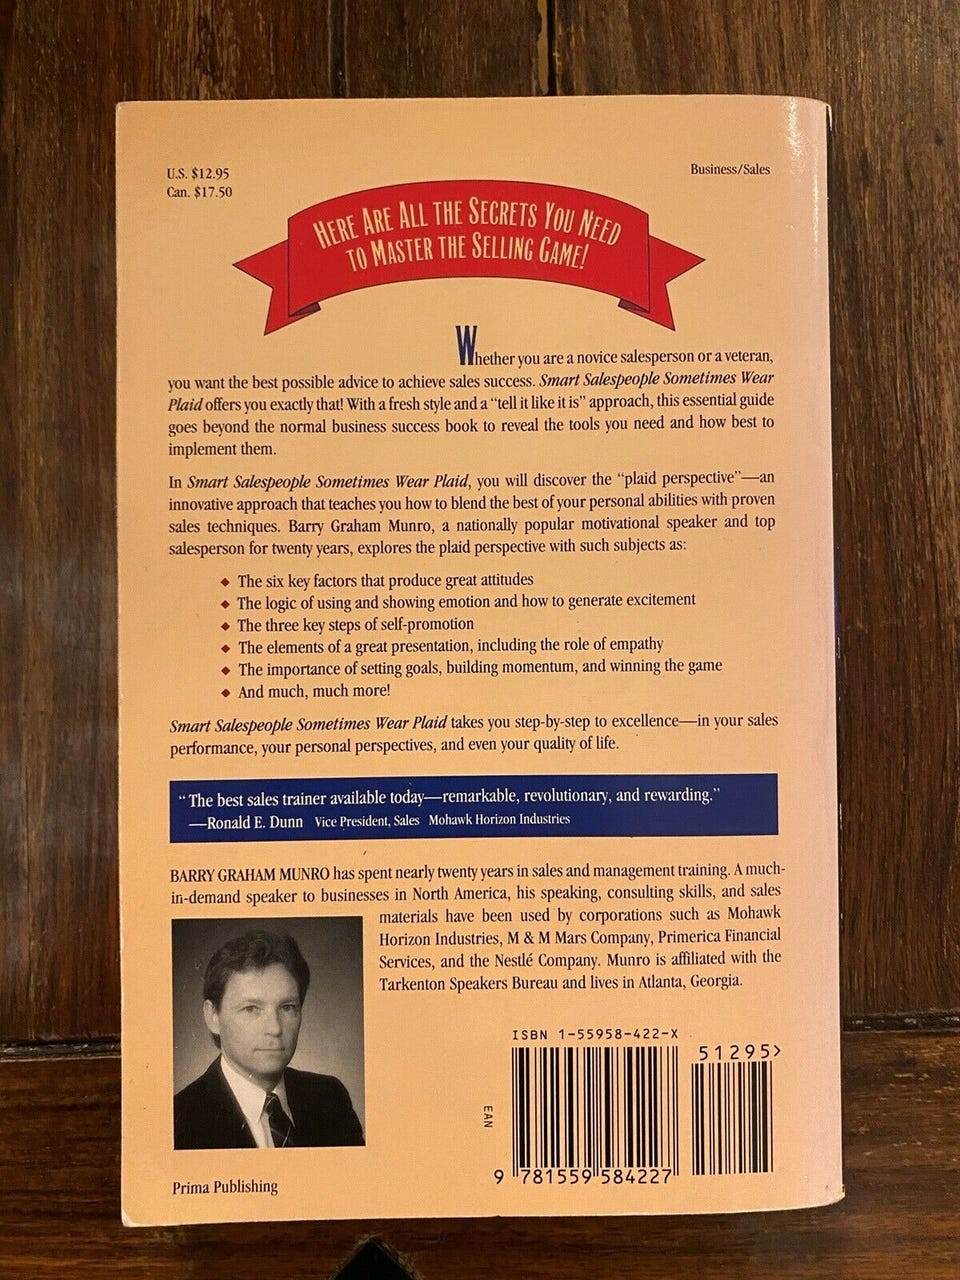 U.S. $12.95
Can. $17.50
Business/Sales
HERE ARE ALL THE SECRETS YOU NEED
TO MASTER THE SELLING GAME!
Whether you are a novice salesperson or a veteran,
you want the best possible advice to achieve sales success. Smart Salespeople Sometimes Wear
Plaid offers you exactly that! With a fresh style and a “tell it like it is” approach, this essential guide
goes beyond the normal business success book to reveal the tools you need and how best to
implement them.
In Smart Salespeople Sometimes Wear Plaid, you will discover the “plaid perspective”—an
innovative approach that teaches you how to blend the best of your personal abilities with proven
sales techniques. Barry Graham Munro, a nationally popular motivational speaker and top
salesperson for twenty years, explores the plaid perspective with such subjects as:
◆ The six key factors that produce great attitudes
◆ The logic of using and showing emotion and how to generate excitement
◆ The three key steps of self-promotion
◆ The elements of a great presentation, including the role of empathy
◆ The importance of setting goals, building momentum, and winning the game
◆ And much, much more!
Smart Salespeople Sometimes Wear Plaid takes you step-by-step to excellence—in your sales
performance, your personal perspectives, and even your quality of life.
“The best sales trainer available today—remarkable, revolutionary, and rewarding.”
—Ronald E. Dunn Vice President, Sales Mohawk Horizon Industries
BARRY GRAHAM MUNRO has spent nearly twenty years in sales and management training. A much-
in-demand speaker to businesses in North America, his speaking, consulting skills, and sales
materials have been used by corporations such as Mohawk
Horizon Industries, M & M Mars Company, Primerica Financial
Services, and the Nestlé Company. Munro is affiliated with the
Tarkenton Speakers Bureau and lives in Atlanta, Georgia.
ISBN 1-55958-422-X
51295>
EAN
9 781559 584227
Prima Publishing